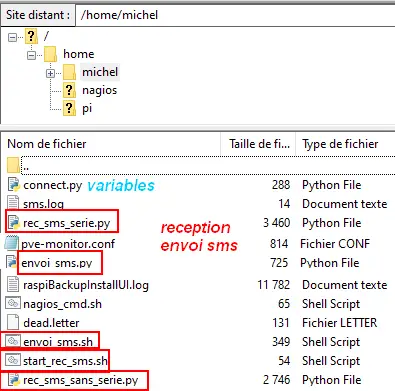 Site distant : /home/michel
/
home
michel
nagios
pi
Nom de fichier Taille de fi... Type de fichier
..
connect.py variables 288 Python File
sms.log 14 Document texte
rec_sms_serie.py reception 3 460 Python File
pve-monitor.conf envoi sms 814 Fichier CONF
envoi_sms.py 725 Python File
raspiBackupInstallUI.log 11 782 Document texte
nagios_cmd.sh 65 Shell Script
dead.letter 131 Fichier LETTER
envoi_sms.sh 349 Shell Script
start_rec_sms.sh 54 Shell Script
rec_sms_sans_serie.py 2 746 Python File